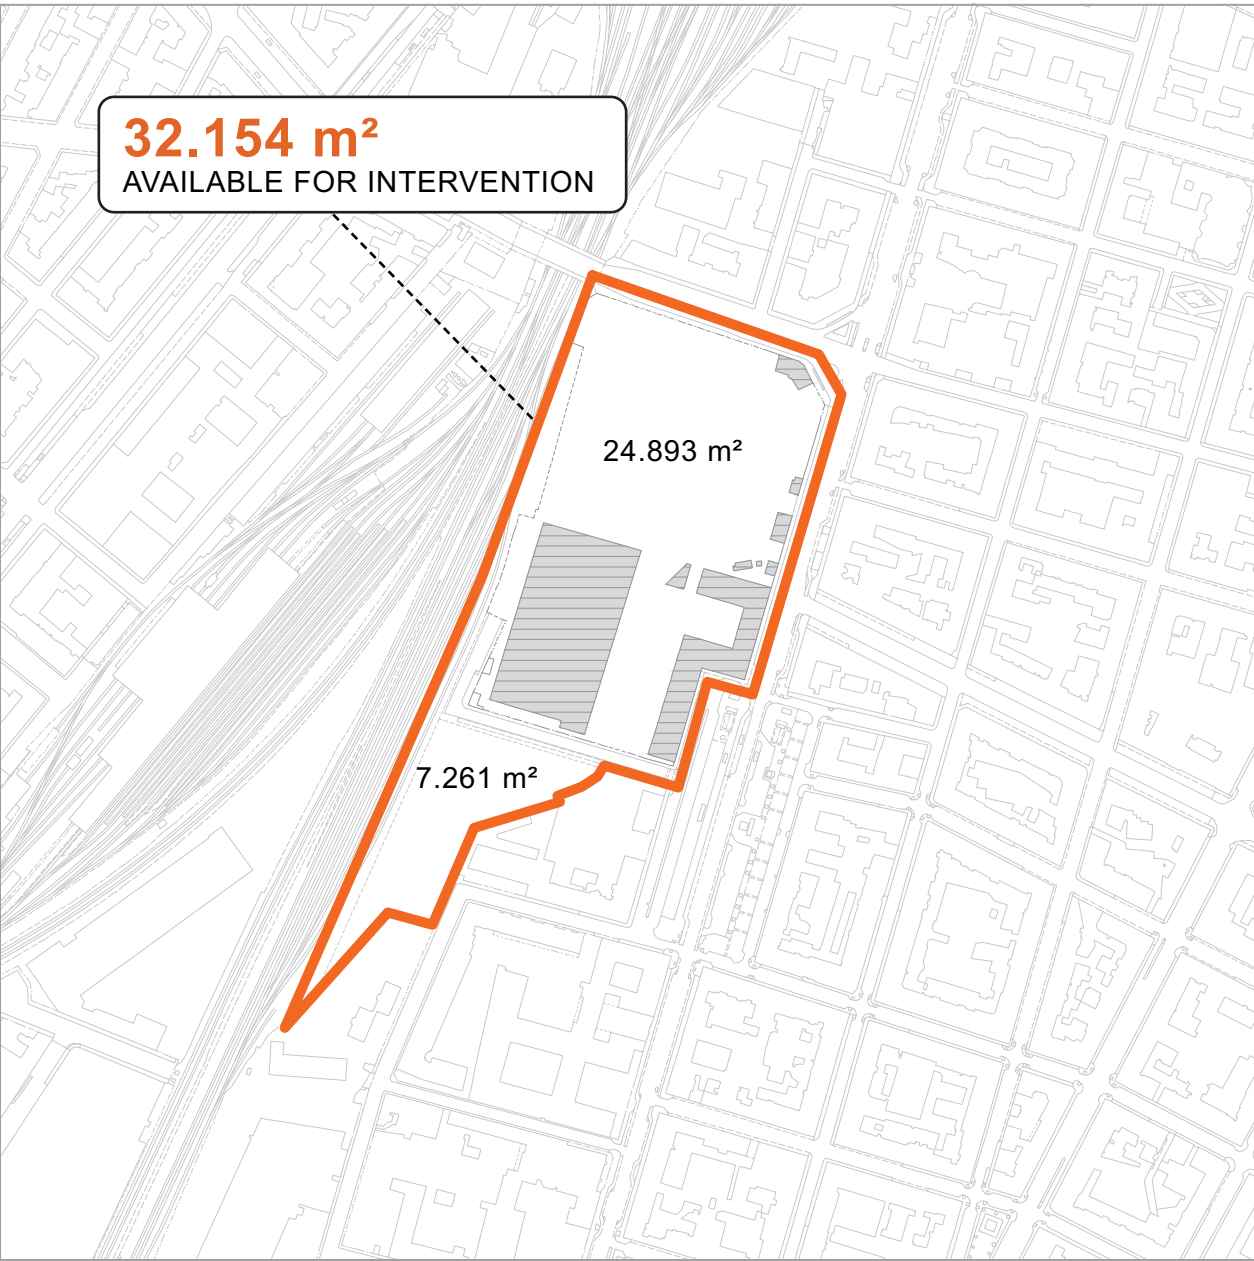 32.154 m²
AVAILABLE FOR INTERVENTION
24.893 m²
7.261 m²